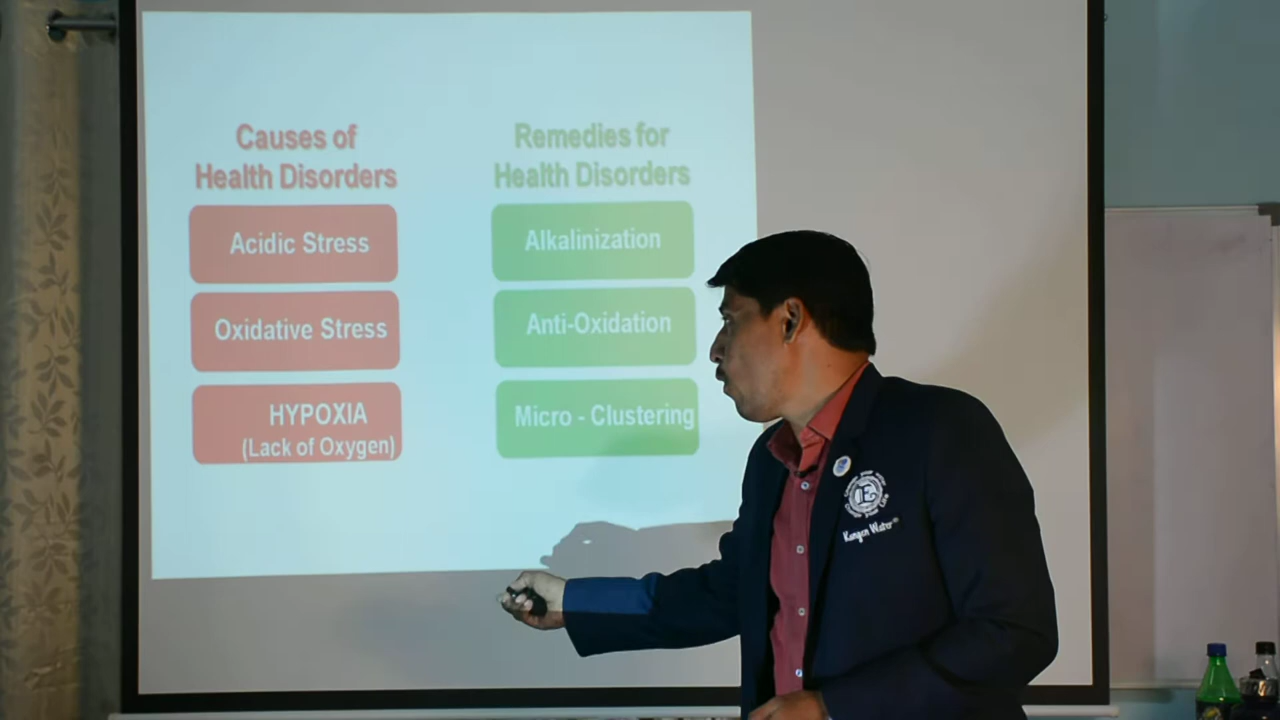 Causes of
Health Disorders
Acidic Stress
Oxidative Stress
HYPOXIA
(Lack of Oxygen)
Remedies for
Health Disorders
Alkalinization
Anti-Oxidation
Micro - Clustering
E
Kangen Water®